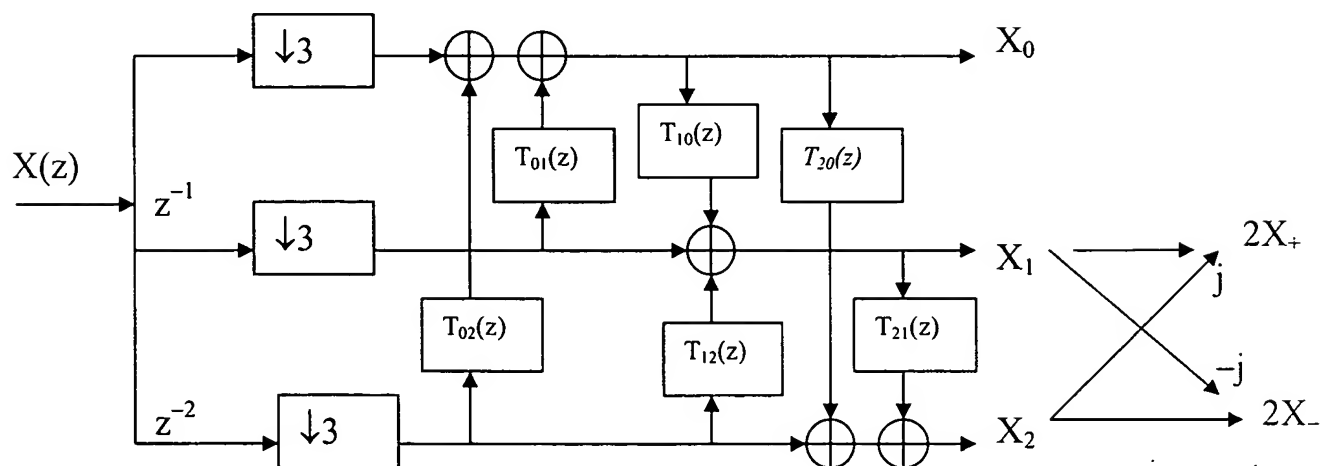 ↓3
X₀
T₁₀(z)
T₀₁(z)
T₂₀(z)
X(z)
z⁻¹
↓3
X₁
2X₊
j
T₀₂(z)
T₁₂(z)
T₂₁(z)
−j
z⁻²
↓3
X₂
2X₋